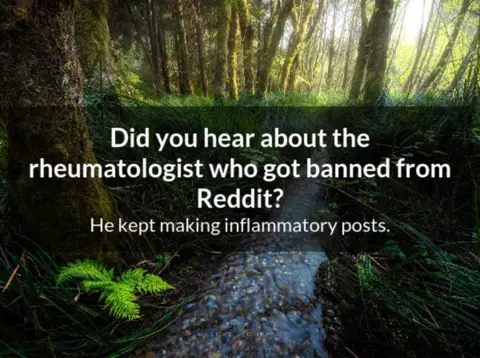 Did you hear about the
rheumatologist who got banned from
Reddit?
He kept making inflammatory posts.